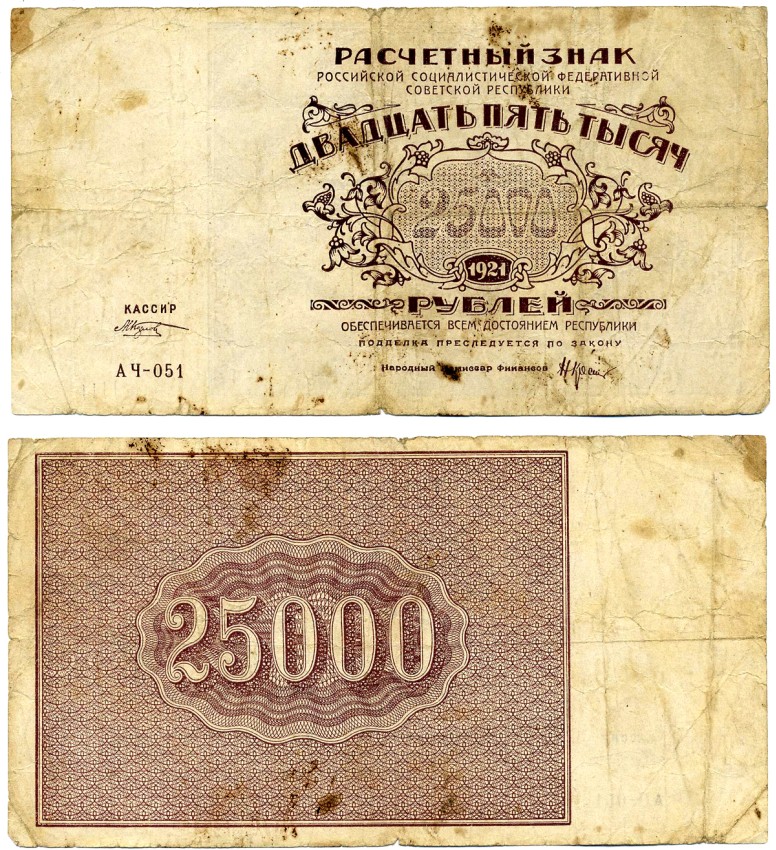 РАСЧЕТНЫЙ ЗНАК
РОССИЙСКОЙ СОЦИАЛИСТИЧЕСКОЙ ФЕДЕРАТИВНОЙ
СОВЕТСКОЙ РЕСПУБЛИКИ
ДВАДЦАТЬ ПЯТЬ ТЫСЯЧ
25000
1921
РУБЛЕЙ
ОБЕСПЕЧИВАЕТСЯ ВСЕМ ДОСТОЯНИЕМ РЕСПУБЛИКИ
ПОДДЕЛКА ПРЕСЛЕДУЕТСЯ ПО ЗАКОНУ
Народный Комиссар Финансов
КАССИР
АЧ-051
25000